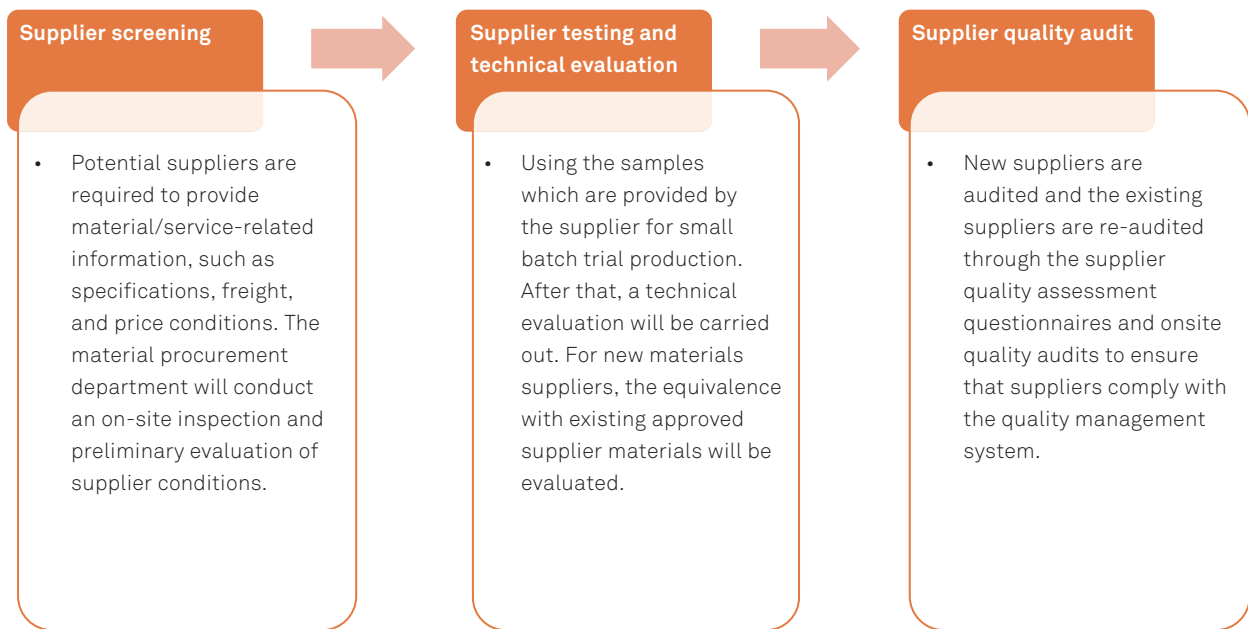 Supplier screening
• Potential suppliers are
required to provide
material/service-related
information, such as
specifications, freight,
and price conditions. The
material procurement
department will conduct
an on-site inspection and
preliminary evaluation of
supplier conditions.
Supplier testing and
technical evaluation
• Using the samples
which are provided by
the supplier for small
batch trial production.
After that, a technical
evaluation will be carried
out. For new materials
suppliers, the equivalence
with existing approved
supplier materials will be
evaluated.
Supplier quality audit
• New suppliers are
audited and the existing
suppliers are re-audited
through the supplier
quality assessment
questionnaires and onsite
quality audits to ensure
that suppliers comply with
the quality management
system.